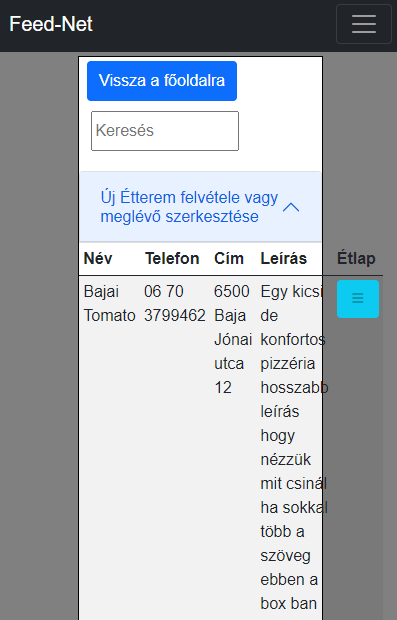 Feed-Net
Vissza a főoldalra
Keresés
Új Étterem felvétele vagy
meglévő szerkesztése
Név Telefon Cím Leírás Étlap
Bajai 06 70 6500 Egy kicsi
Tomato 3799462 Baja de
Jónai konfortos
utca pizzéria
12 hosszabb
leírás
hogy
nézzük
mit csinál
ha sokkal
több a
szöveg
ebben a
box ban